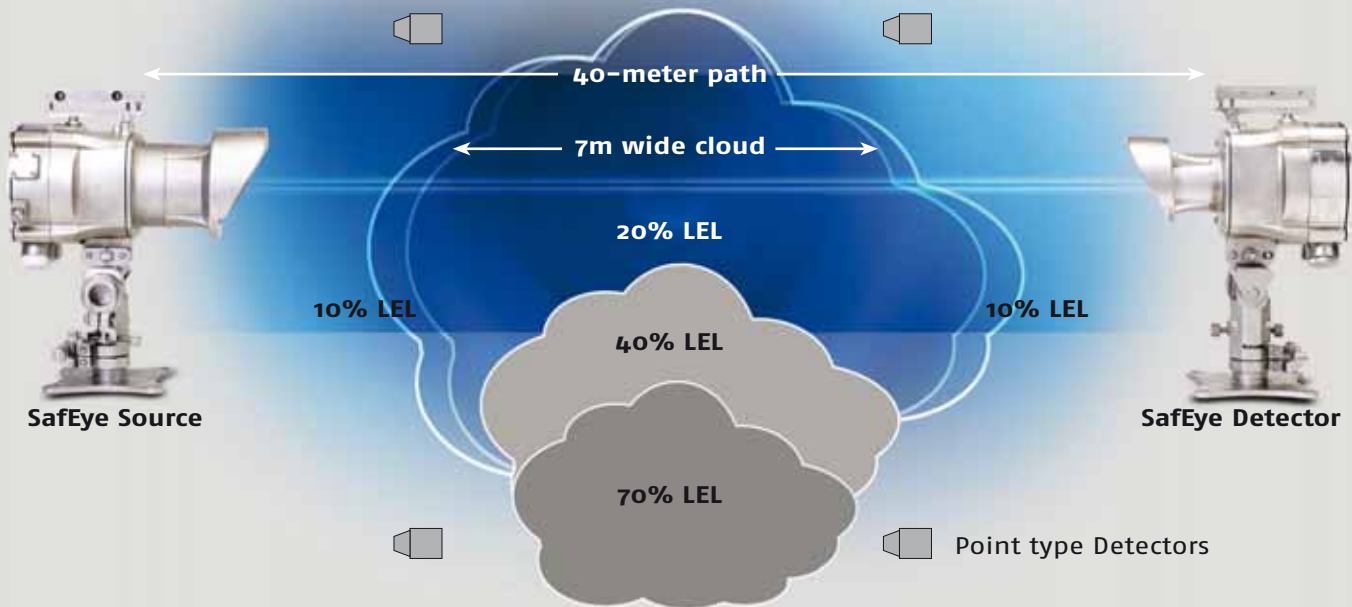 40-meter path
7m wide cloud
20% LEL
10% LEL
10% LEL
40% LEL
SafEye Source
SafEye Detector
70% LEL
Point type Detectors